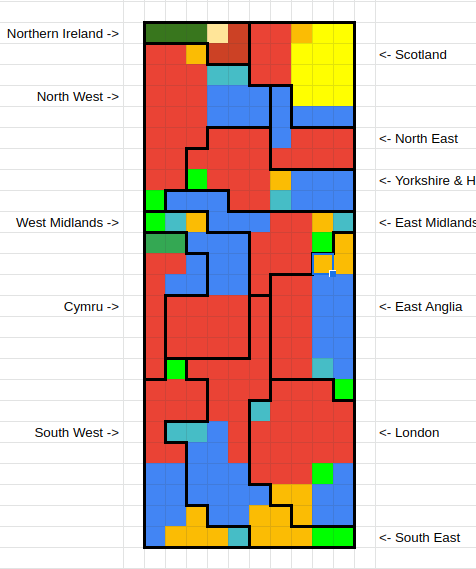 Northern Ireland ->
<- Scotland
North West ->
<- North East
<- Yorkshire & H
West Midlands ->
<- East Midlands
Cymru ->
<- East Anglia
South West ->
<- London
<- South East